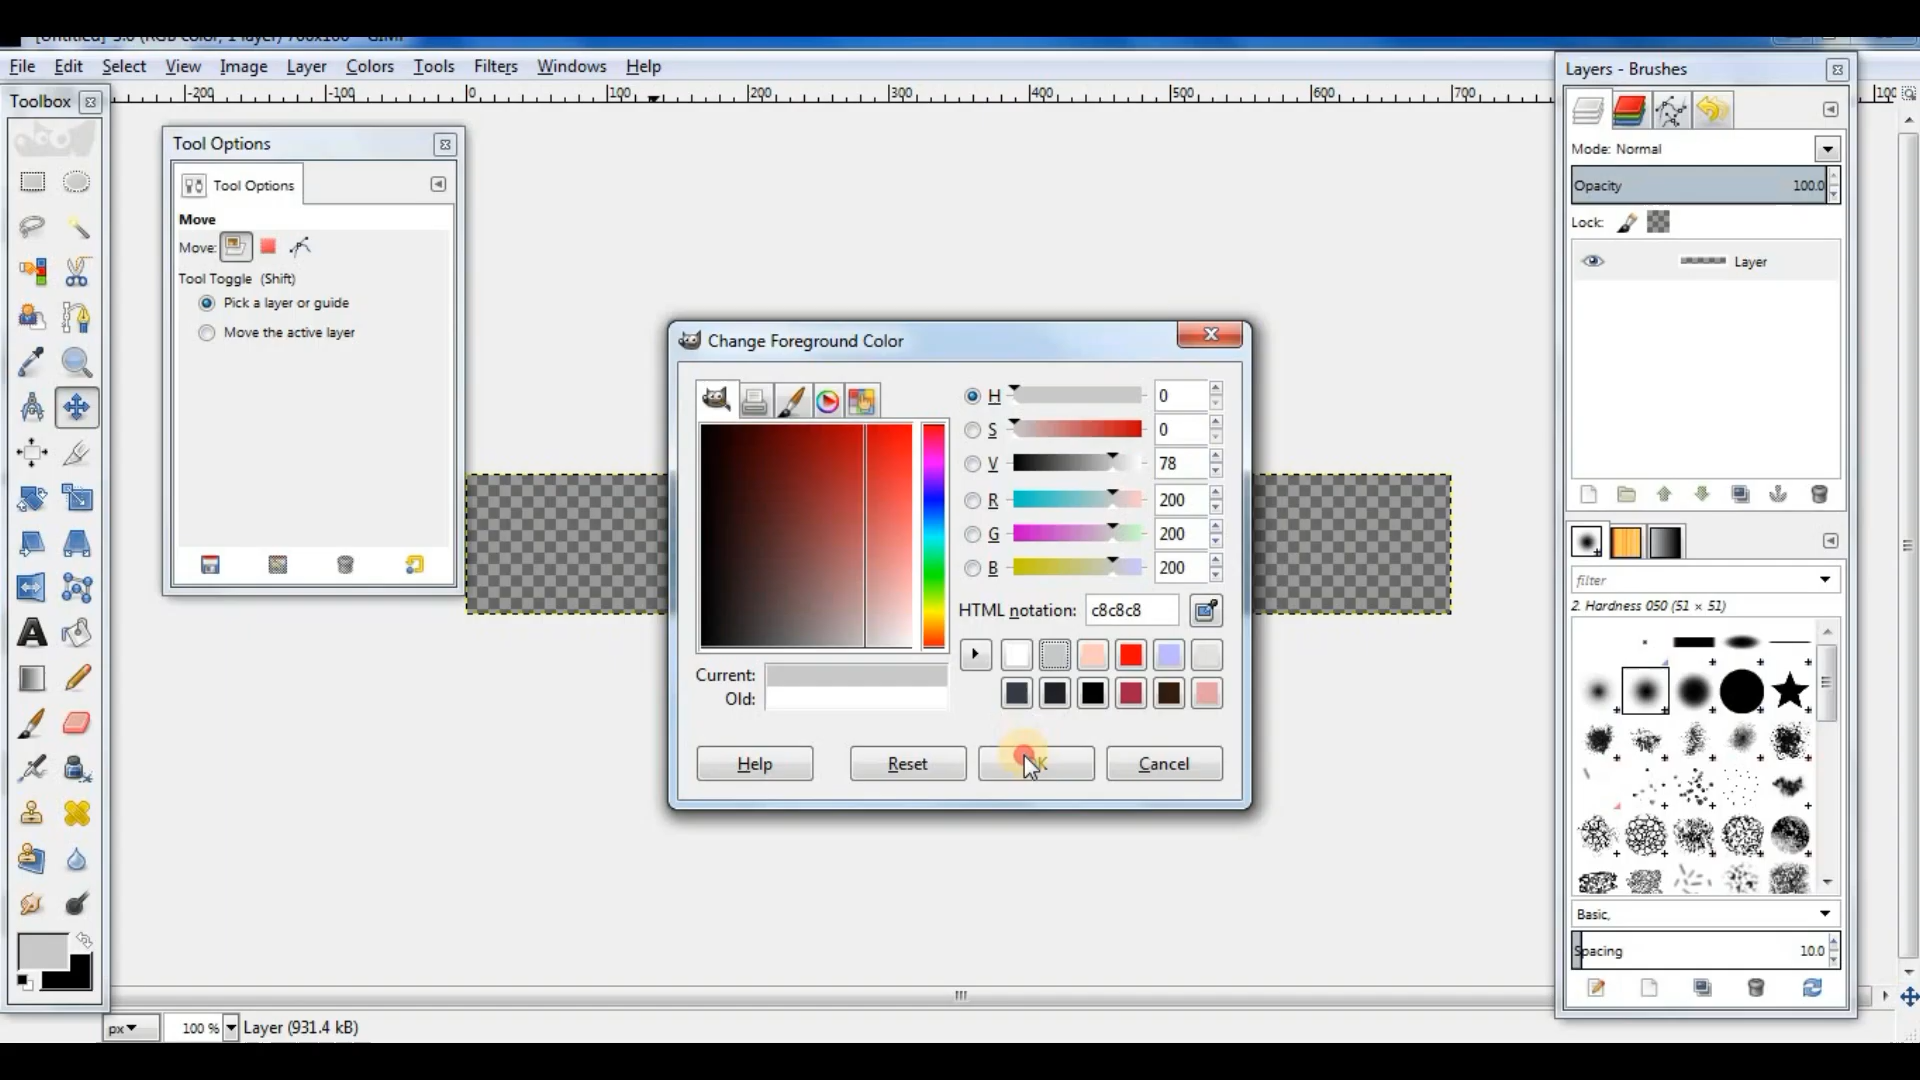 File Edit Select View Image Layer Colors Tools Filters Windows Help
Layers - Brushes
-200 -100 0 100 200 300 400 500 600 700 100
Toolbox
Tool Options
Tool Options
Move
Move:
Tool Toggle (Shift)
Pick a layer or guide
Move the active layer
Mode: Normal
Opacity 100.0
Lock:
Layer
Change Foreground Color
H 0
S 0
V 78
R 200
G 200
B 200
HTML notation: c8c8c8
Current:
Old:
Help Reset Cancel
filter
2. Hardness 050 (51 × 51)
Basic,
Spacing 10.0
px 100 % Layer (931.4 kB)